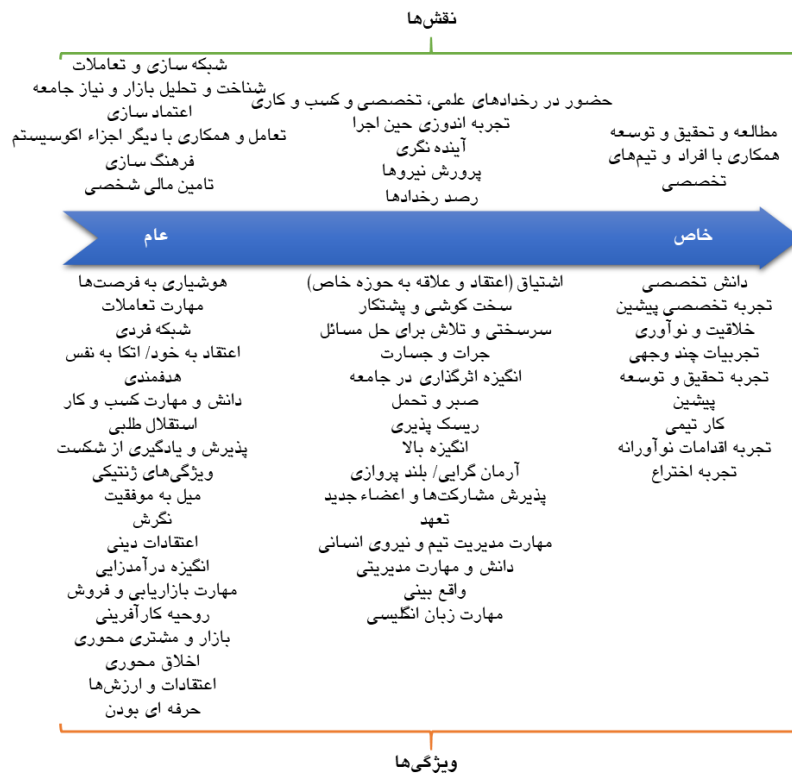 نقش‌ها
شبکه سازی و تعاملات
شناخت و تحلیل بازار و نیاز جامعه
اعتماد سازی
تعامل و همکاری با دیگر اجزاء اکوسیستم
فرهنگ سازی
تامین مالی شخصی
حضور در رخدادهای علمی، تخصصی و کسب و کاری
تجربه اندوزی حین اجرا
آینده نگری
پرورش نیروها
رصد رخدادها
مطالعه و تحقیق و توسعه
همکاری با افراد و تیم‌های
تخصصی
عام
خاص
هوشیاری به فرصت‌ها
مهارت تعاملات
شبکه فردی
اعتقاد به خود/ اتکا به نفس
هدفمندی
دانش و مهارت کسب و کار
استقلال طلبی
پذیرش و یادگیری از شکست
ویژگی‌های ژنتیکی
میل به موفقیت
نگرش
اعتقادات دینی
انگیزه درآمدزایی
مهارت بازاریابی و فروش
روحیه کارآفرینی
بازار و مشتری محوری
اخلاق محوری
اعتقادات و ارزش‌ها
حرفه ای بودن
اشتیاق (اعتقاد و علاقه به حوزه خاص)
سخت کوشی و پشتکار
سرسختی و تلاش برای حل مسائل
جرات و جسارت
انگیزه اثرگذاری در جامعه
صبر و تحمل
ریسک پذیری
انگیزه بالا
آرمان گرایی/ بلند پروازی
پذیرش مشارکت‌ها و اعضاء جدید
تعهد
مهارت مدیریت تیم و نیروی انسانی
دانش و مهارت مدیریتی
واقع بینی
مهارت زبان انگلیسی
دانش تخصصی
تجربه تخصصی پیشین
خلاقیت و نوآوری
تجربیات چند وجهی
تجربه تحقیق و توسعه
پیشین
کار تیمی
تجربه اقدامات نوآورانه
تجربه اختراع
ویژگی‌ها